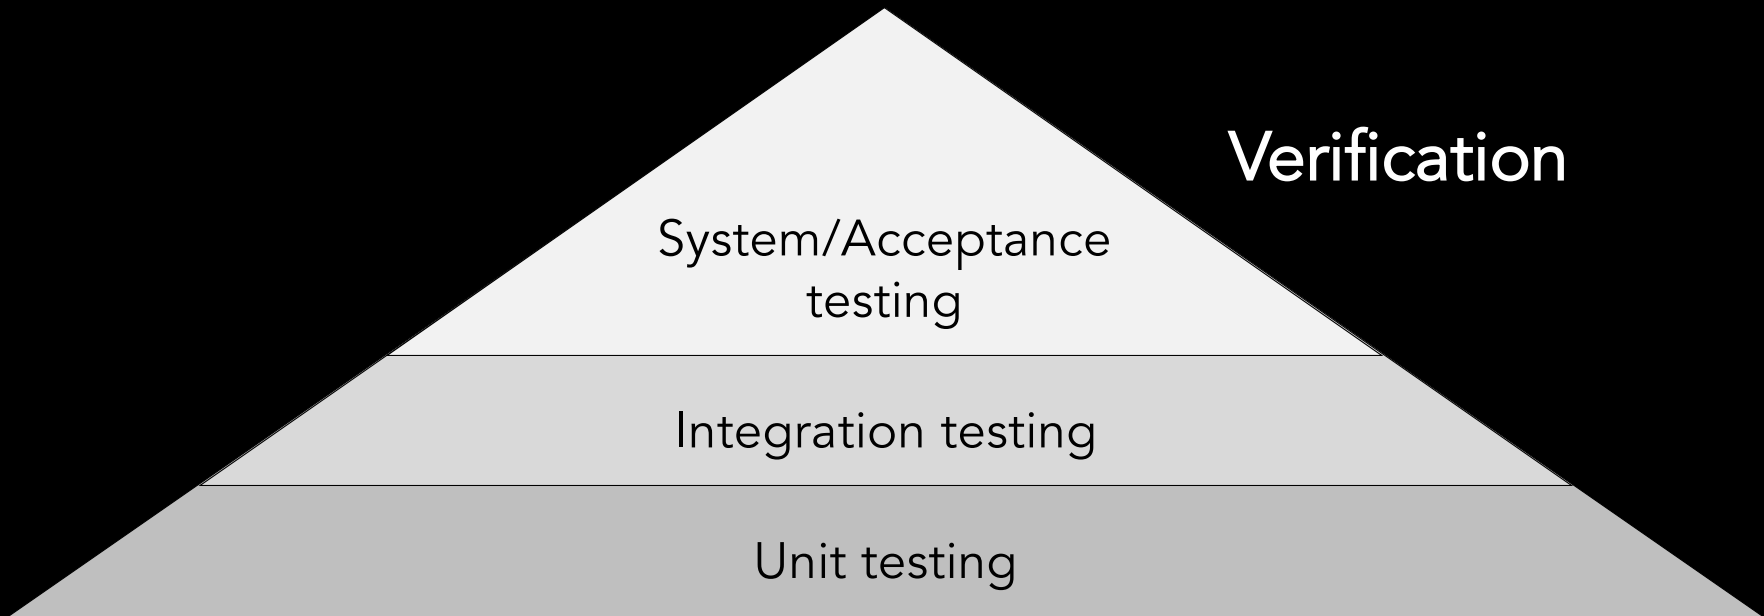 Verification
System/Acceptance
testing
Integration testing
Unit testing